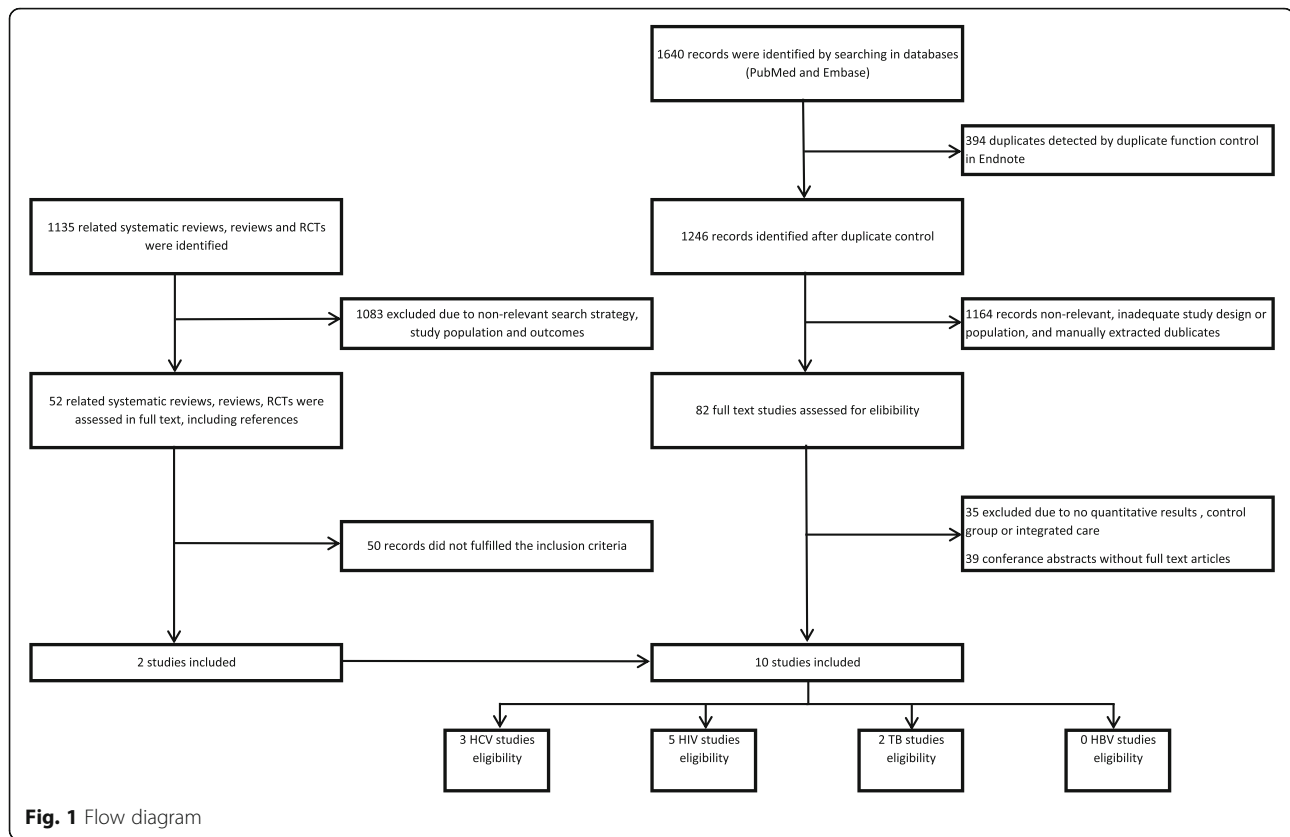 1640 records were identified by searching in databases
(PubMed and Embase)
394 duplicates detected by duplicate function control
in Endnote
1135 related systematic reviews, reviews and RCTs
were identified
1246 records identified after duplicate control
1083 excluded due to non-relevant search strategy,
study population and outcomes
1164 records non-relevant, inadequate study design or
population, and manually extracted dublicates
52 related systematic reviews, reviews, RCTs were
assessed in full text, including references
82 full text studies assessed for elibibility
50 records did not fulfilled the inclusion criteria
35 excluded due to no quantitative results , control
group or integrated care
39 conferance abstracts without full text articles
2 studies included
10 studies included
3 HCV studies
eligibility
5 HIV studies
eligibility
2 TB studies
eligibility
0 HBV studies
eligibility
Fig. 1 Flow diagram